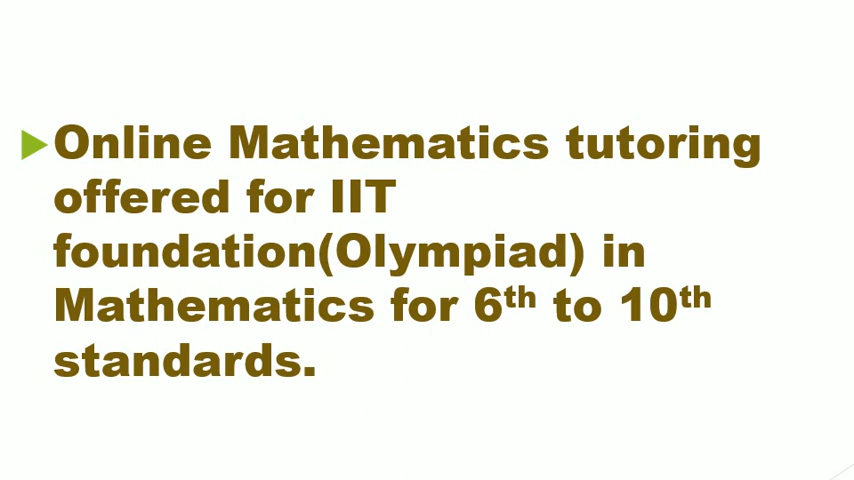 Online Mathematics tutoring
offered for IIT
foundation(Olympiad) in
Mathematics for 6th to 10th
standards.